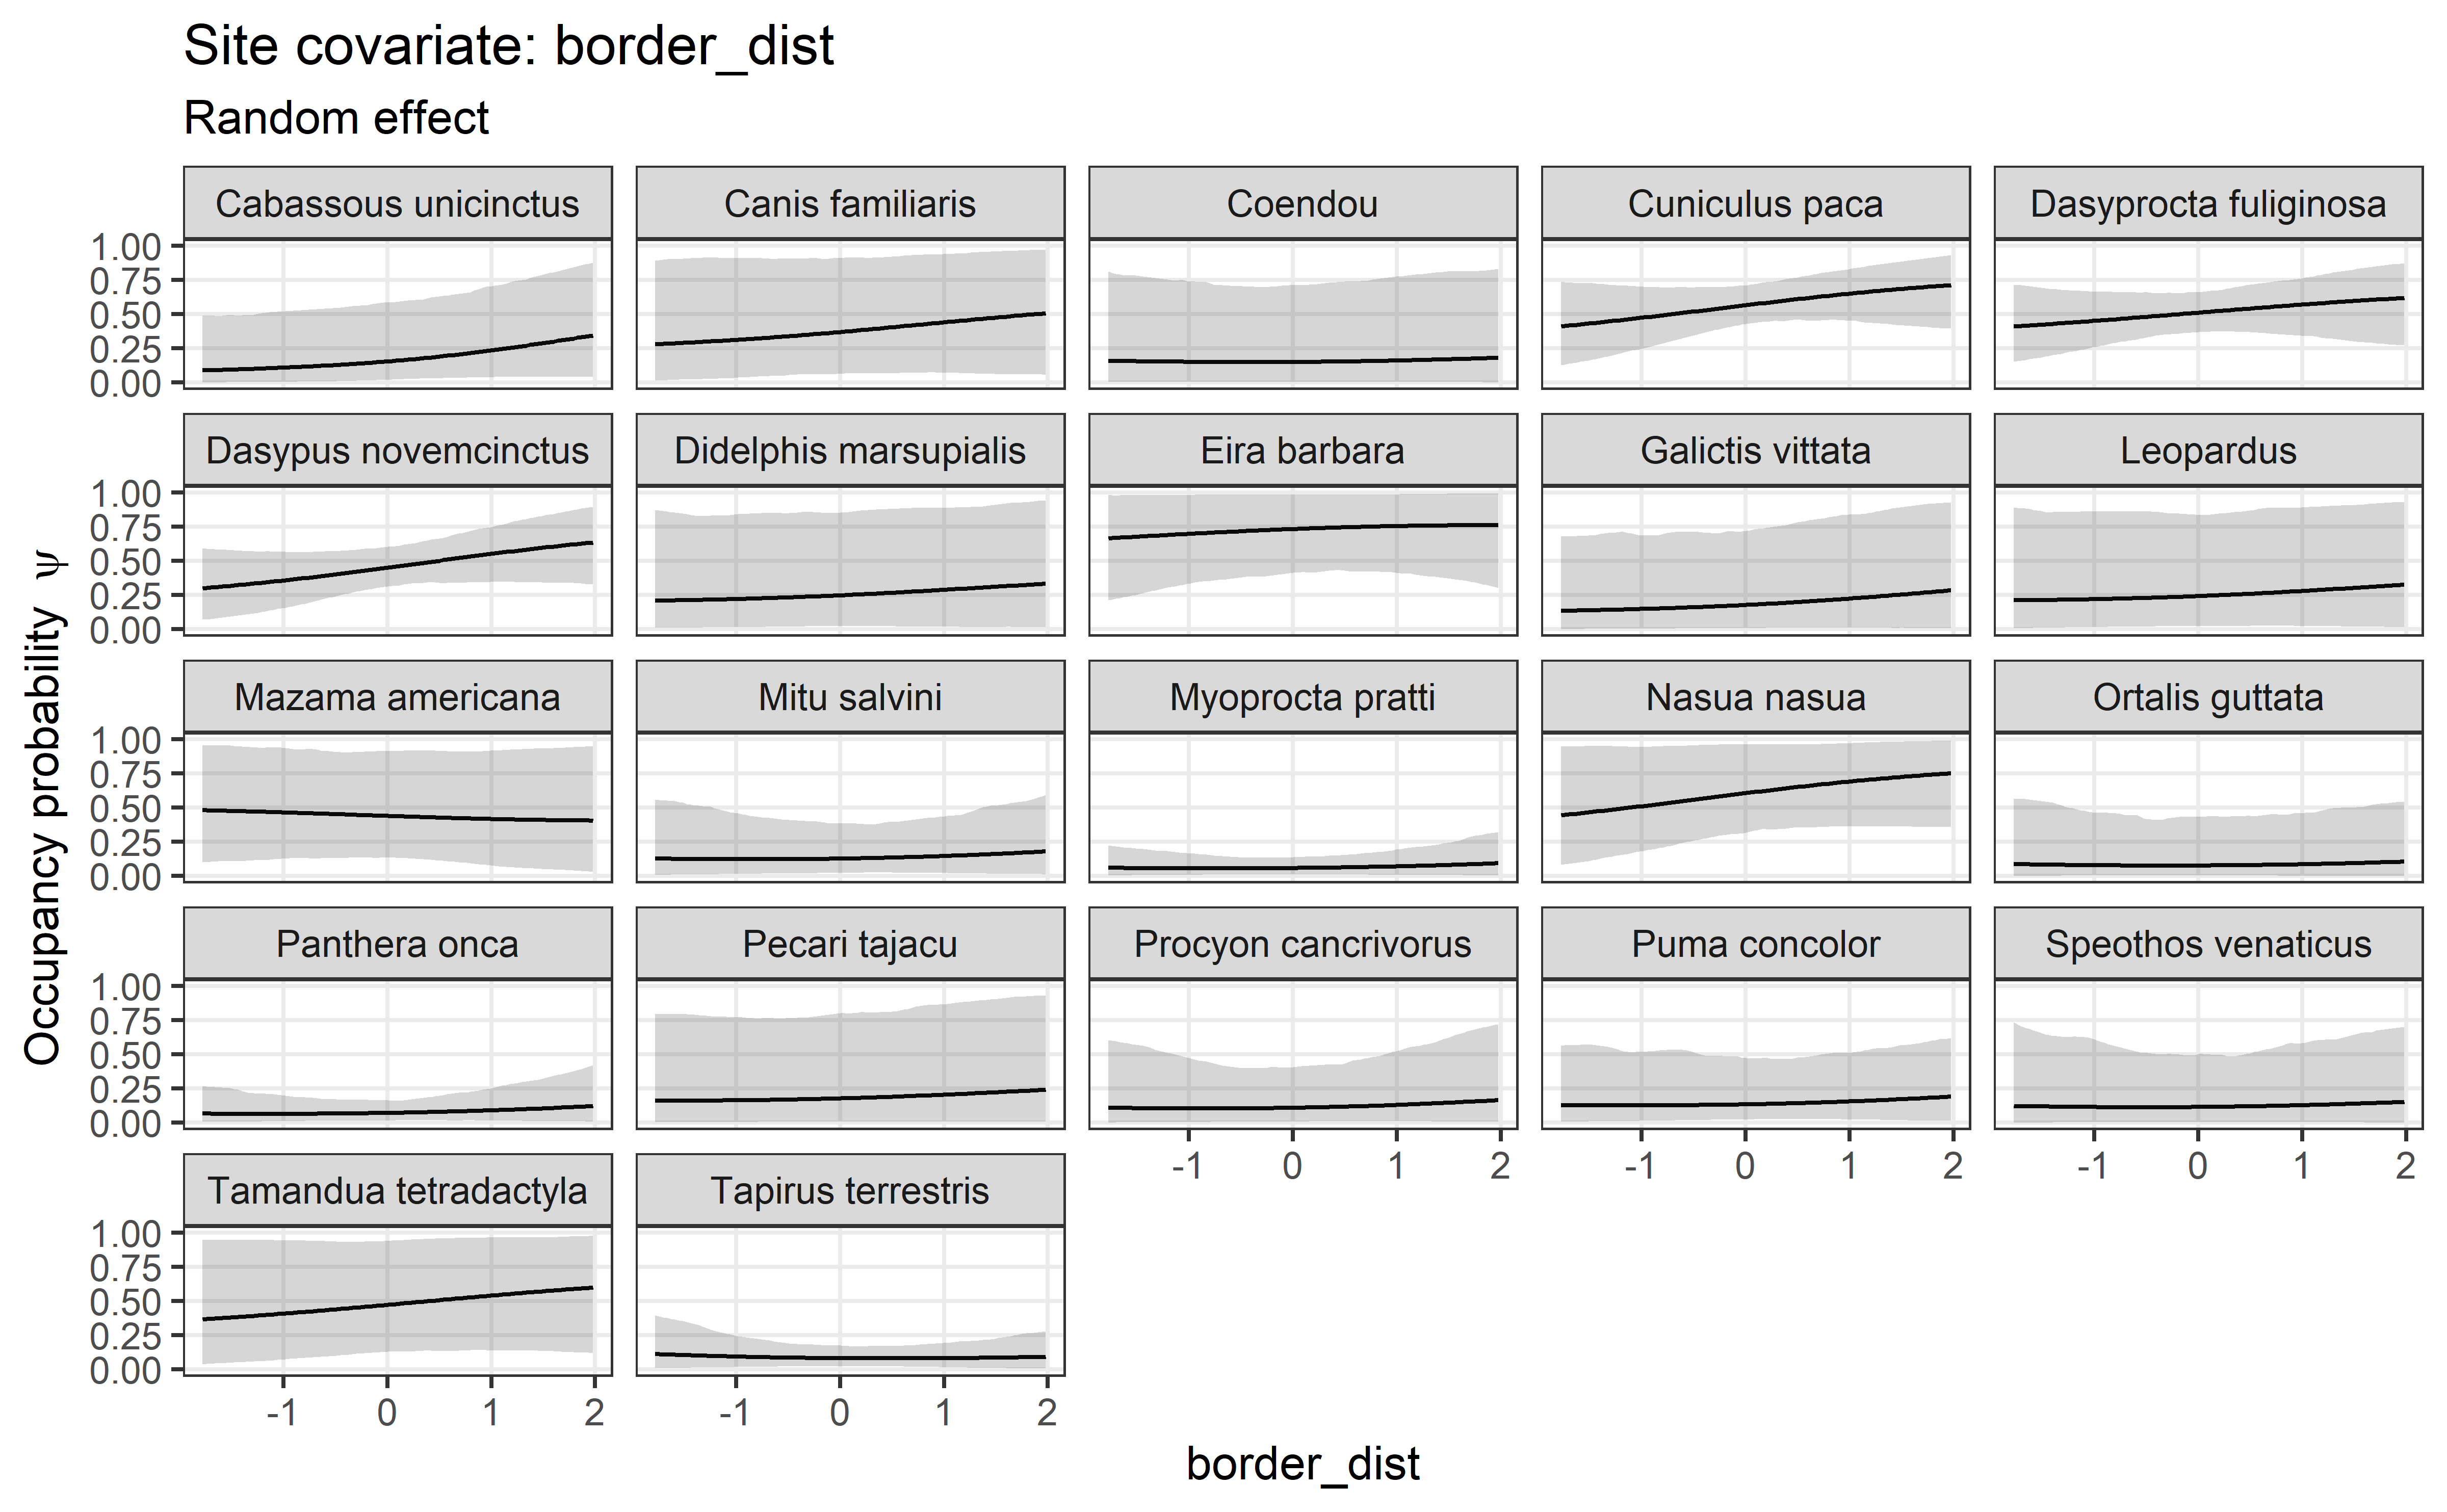 Site covariate: border_dist
Random effect
Cabassous unicinctus Canis familiaris Coendou Cuniculus paca Dasyprocta fuliginosa
1.00
0.75
0.50
0.25
0.00
Dasypus novemcinctus Didelphis marsupialis Eira barbara Galictis vittata Leopardus
1.00
0.75
0.50
0.25
0.00
Mazama americana Mitu salvini Myoprocta pratti Nasua nasua Ortalis guttata
1.00
0.75
0.50
0.25
0.00
Panthera onca Pecari tajacu Procyon cancrivorus Puma concolor Speothos venaticus
1.00
0.75
0.50
0.25
0.00
-1 0 1 2 -1 0 1 2 -1 0 1 2
Tamandua tetradactyla Tapirus terrestris
1.00
0.75
0.50
0.25
0.00
-1 0 1 2 -1 0 1 2
Occupancy probability ψ
border_dist